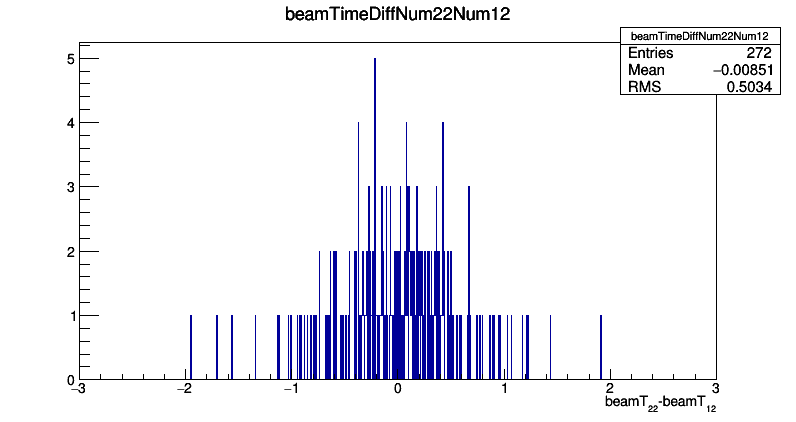 beamTimeDiffNum22Num12
beamTimeDiffNum22Num12
Entries 272
Mean −0.00851
RMS 0.5034
5
4
3
2
1
0
−3 −2 −1 0 1 2 3
beamT22-beamT12